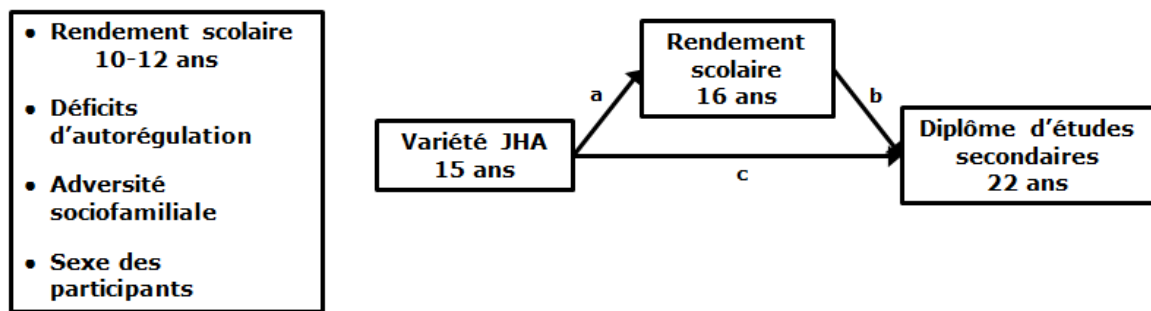 • Rendement scolaire
10-12 ans
• Déficits
d’autorégulation
• Adversité
sociofamiliale
• Sexe des
participants
Variété JHA
15 ans
a
Rendement
scolaire
16 ans
b
c
Diplôme d’études
secondaires
22 ans